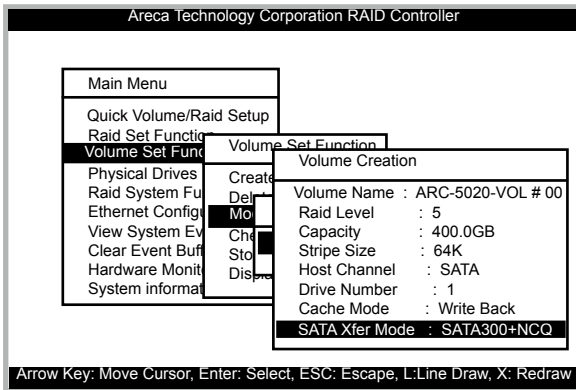 Areca Technology Corporation RAID Controller
Main Menu
Quick Volume/Raid Setup
Raid Set Function
Volume Set Func
Physical Drives
Raid System Fu
Ethernet Configu
View System Ev
Clear Event Buff
Hardware Monit
System informat
Volume Set Function
Create
Dele
Mo
Che
Sto
Displa
Volume Creation
Volume Name : ARC-5020-VOL # 00
Raid Level : 5
Capacity : 400.0GB
Stripe Size : 64K
Host Channel : SATA
Drive Number : 1
Cache Mode : Write Back
SATA Xfer Mode : SATA300+NCQ
Arrow Key: Move Cursor, Enter: Select, ESC: Escape, L:Line Draw, X: Redraw